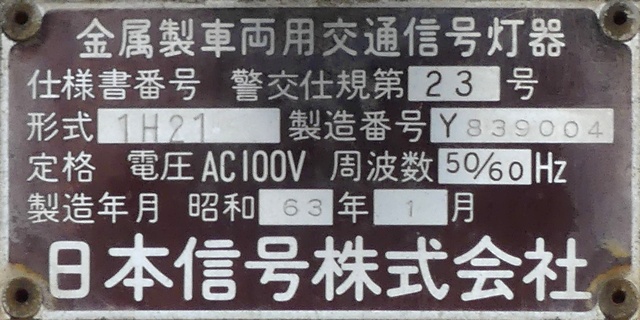 金属製車両用交通信号灯器
仕様書番号 警交仕規第 23 号
形式 1H21 製造番号 Y839004
定格 電圧 AC100V 周波数 50/60 Hz
製造年月 昭和 63 年 1 月
日本信号株式会社